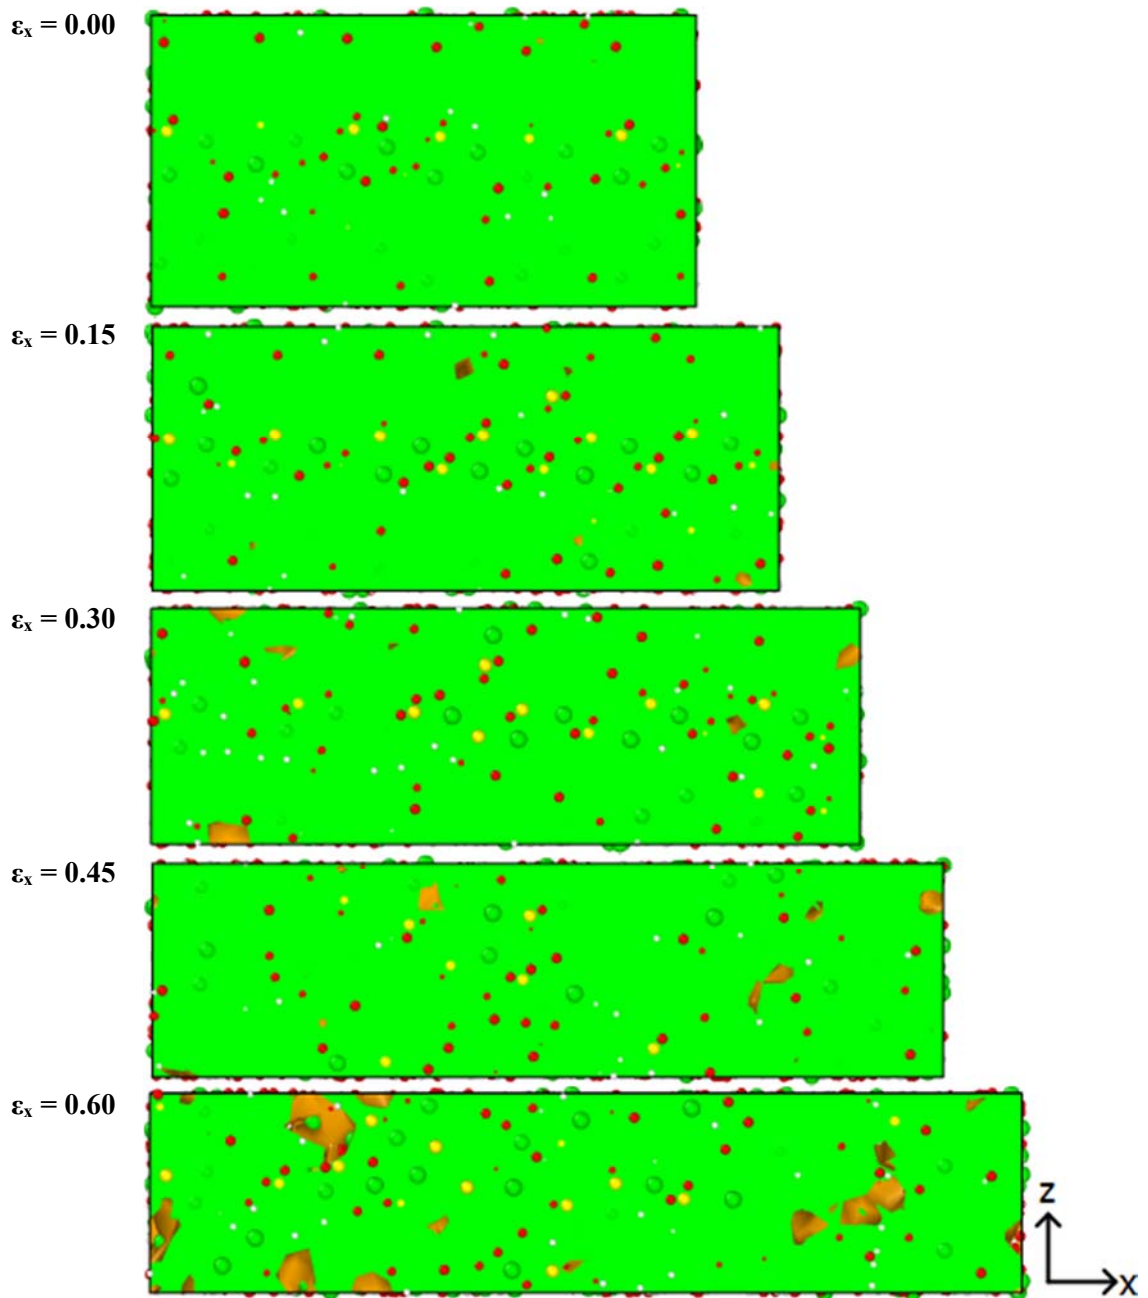 εₓ = 0.00
εₓ = 0.15
εₓ = 0.30
εₓ = 0.45
εₓ = 0.60
z
x